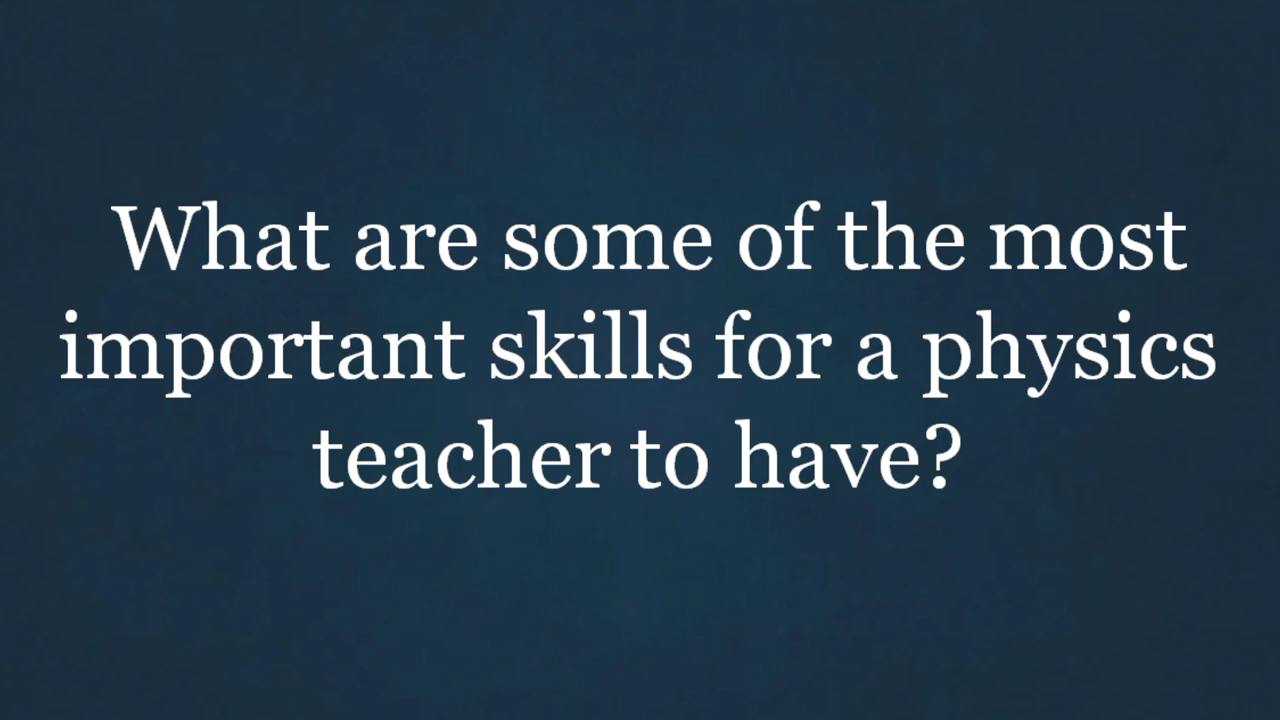 What are some of the most
important skills for a physics
teacher to have?